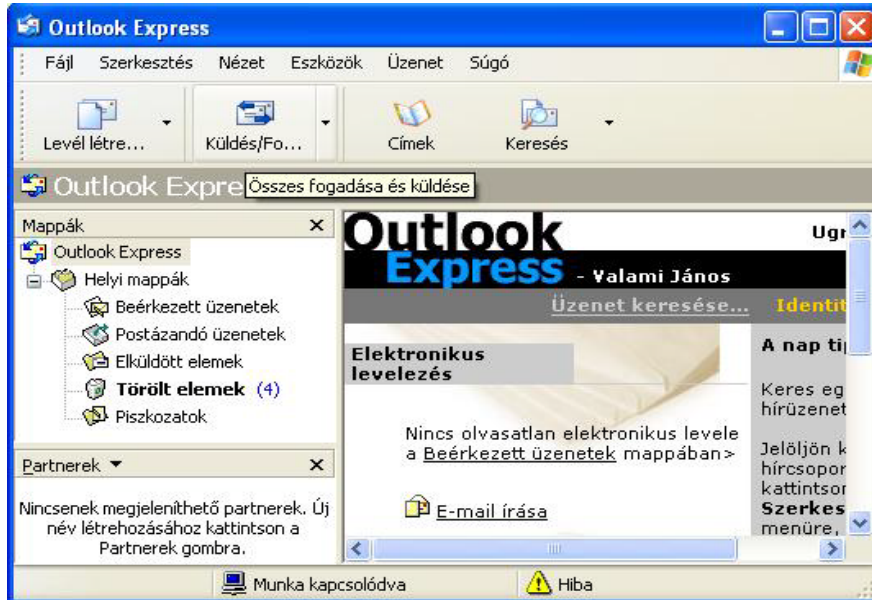 Outlook Express
Fájl Szerkesztés Nézet Eszközök Üzenet Súgó
Levél létre... Küldés/Fo... Címek Keresés
Outlook Expre
Összes fogadása és küldése
Mappák
Outlook Express
Helyi mappák
Beérkezett üzenetek
Postázandó üzenetek
Elküldött elemek
Törölt elemek (4)
Piszkozatok
Partnerek
Nincsenek megjeleníthető partnerek. Új
név létrehozásához kattintson a
Partnerek gombra.
Outlook
Ugr
Express - Valami János
Üzenet keresése... Identit
Elektronikus
levelezés
Nincs olvasatlan elektronikus levele
a Beérkezett üzenetek mappában>
E-mail írása
A nap tip
Keres eg
hírüzenet
Jelöljön k
hírcsopor
kattintsor
Szerkes
menüre,
Munka kapcsolódva Hiba